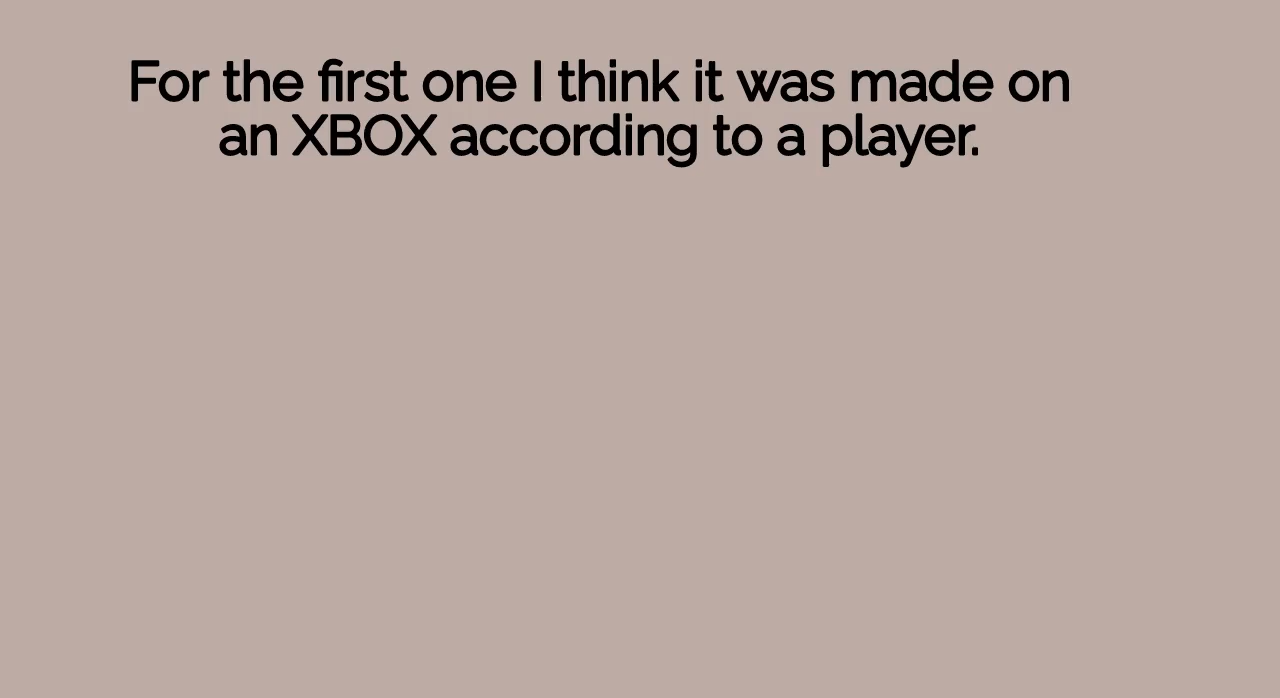 For the first one I think it was made on
an XBOX according to a player.